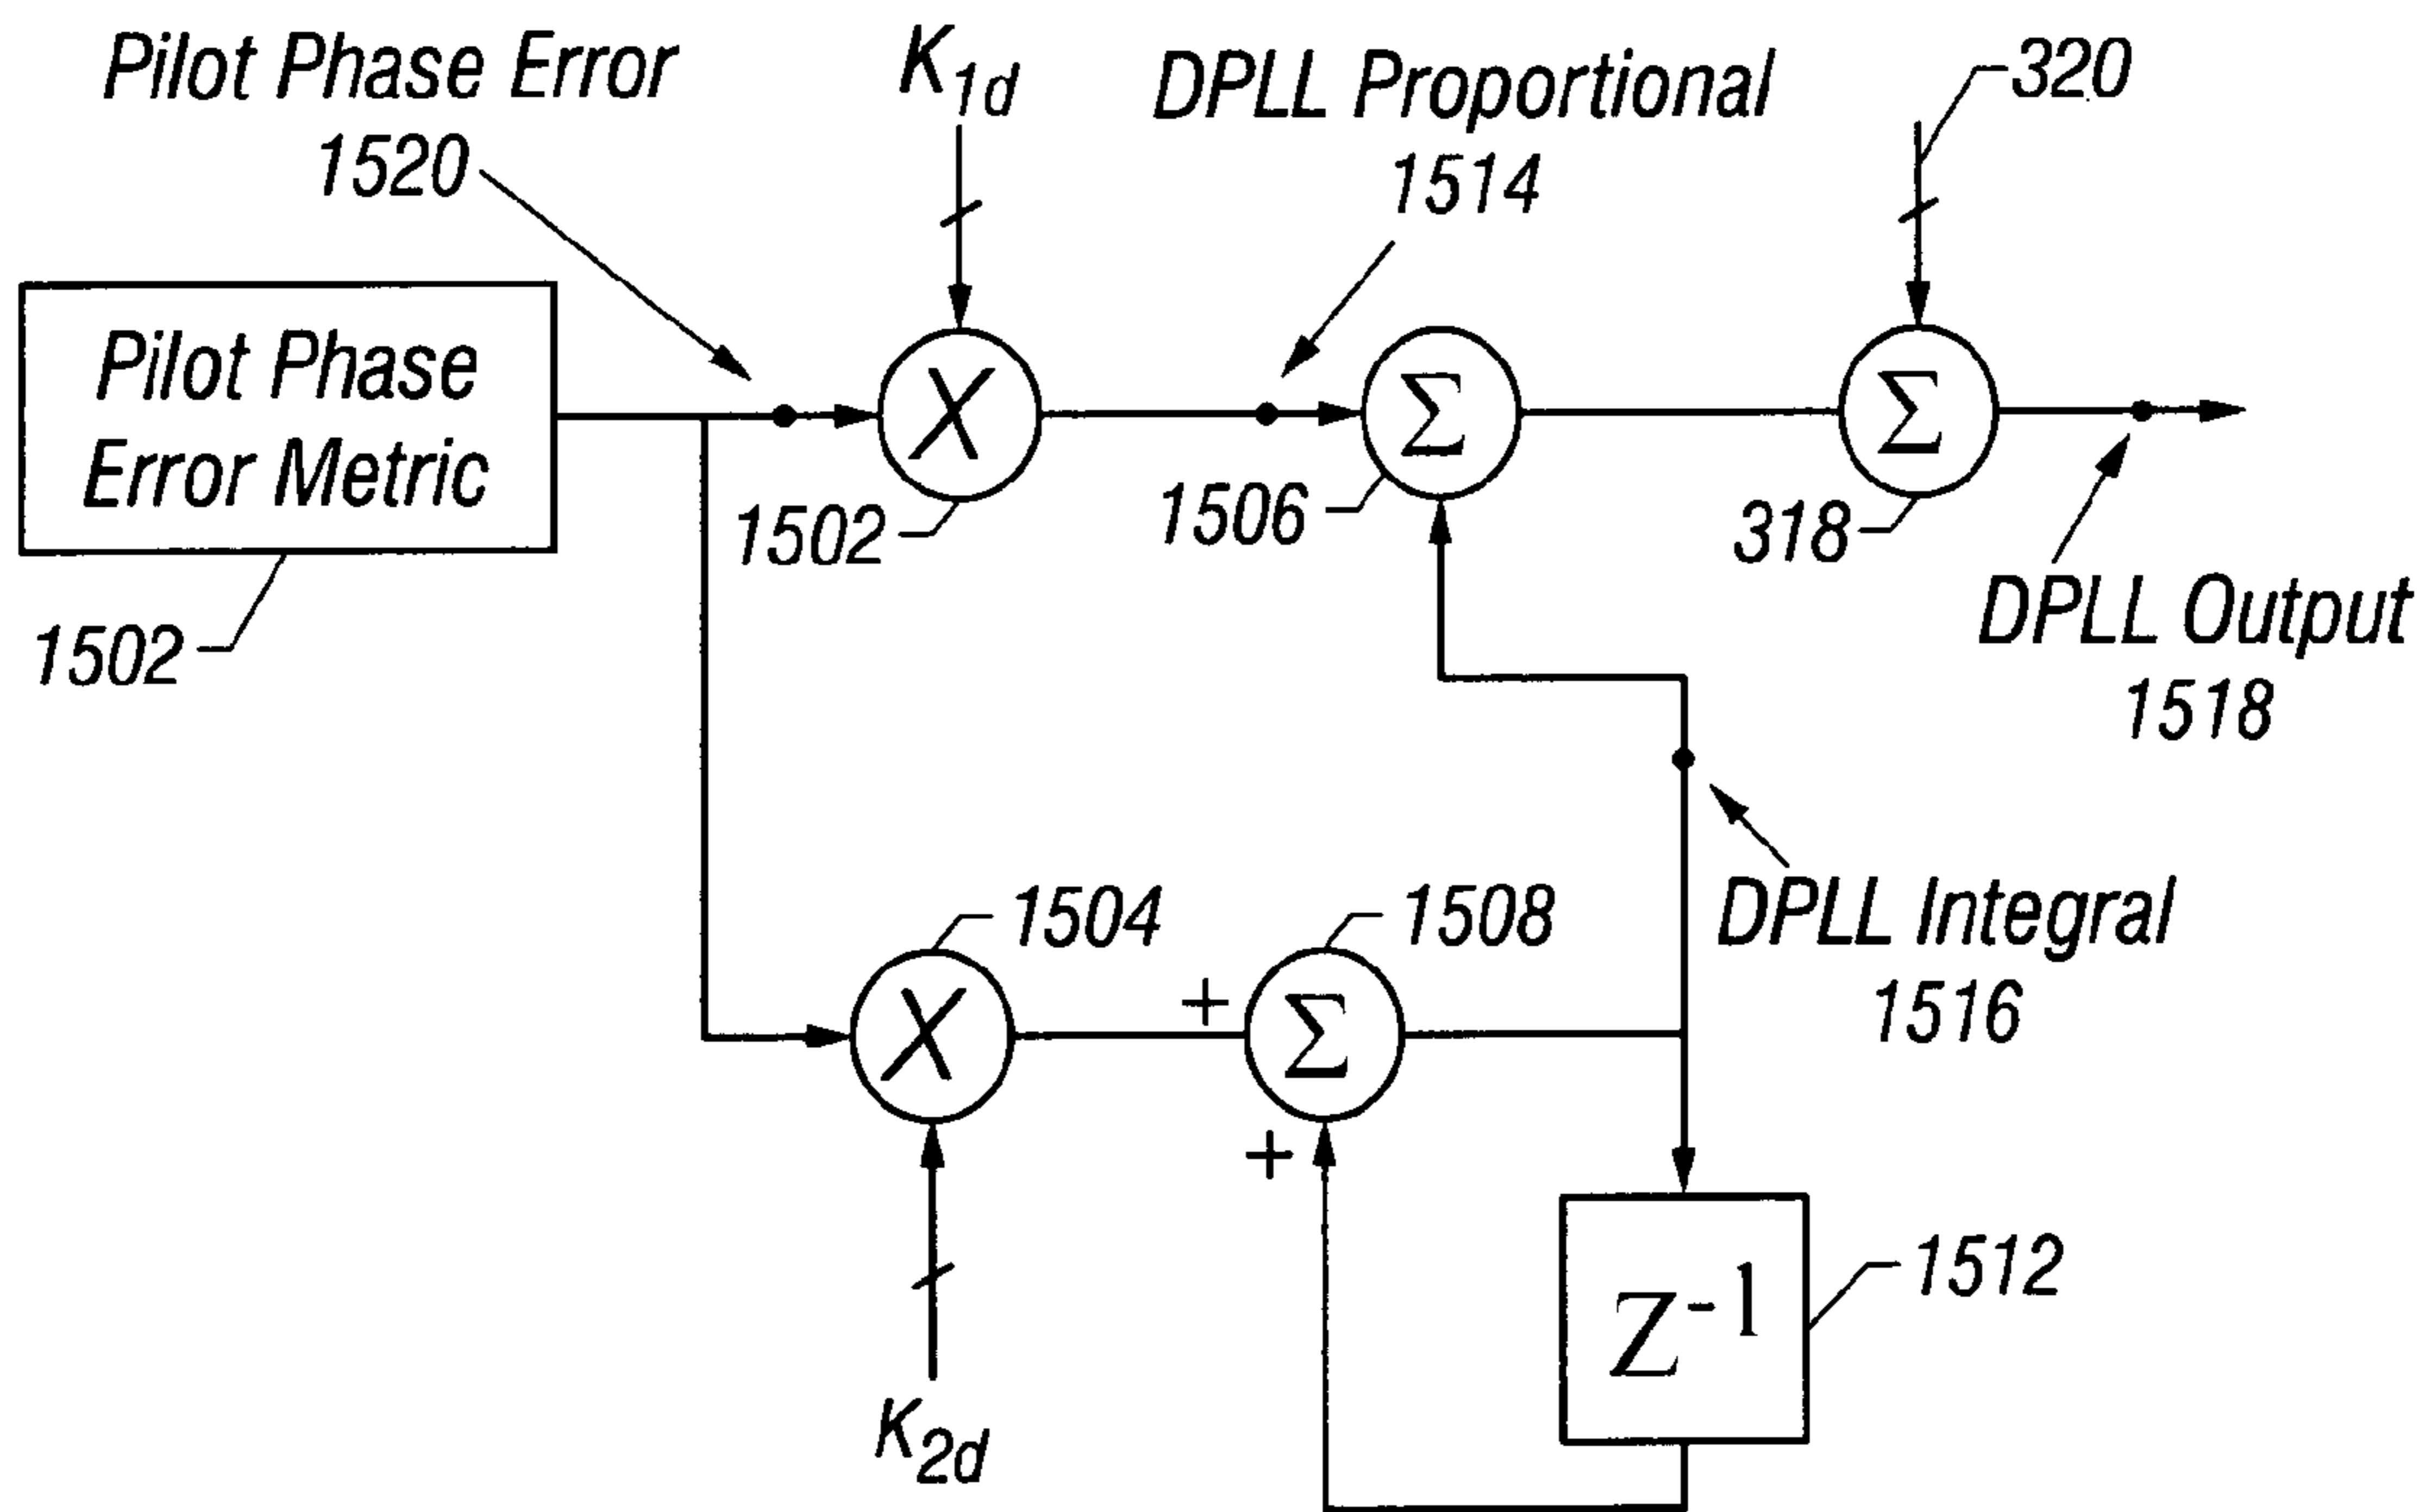 Pilot Phase Error
1520
K1d
DPLL Proportional
1514
320
Pilot Phase
Error Metric
1502
X
1502
Σ
1506
Σ
318
DPLL Output
1518
X
1504
+
Σ
1508
+
DPLL Integral
1516
Z-1
1512
K2d